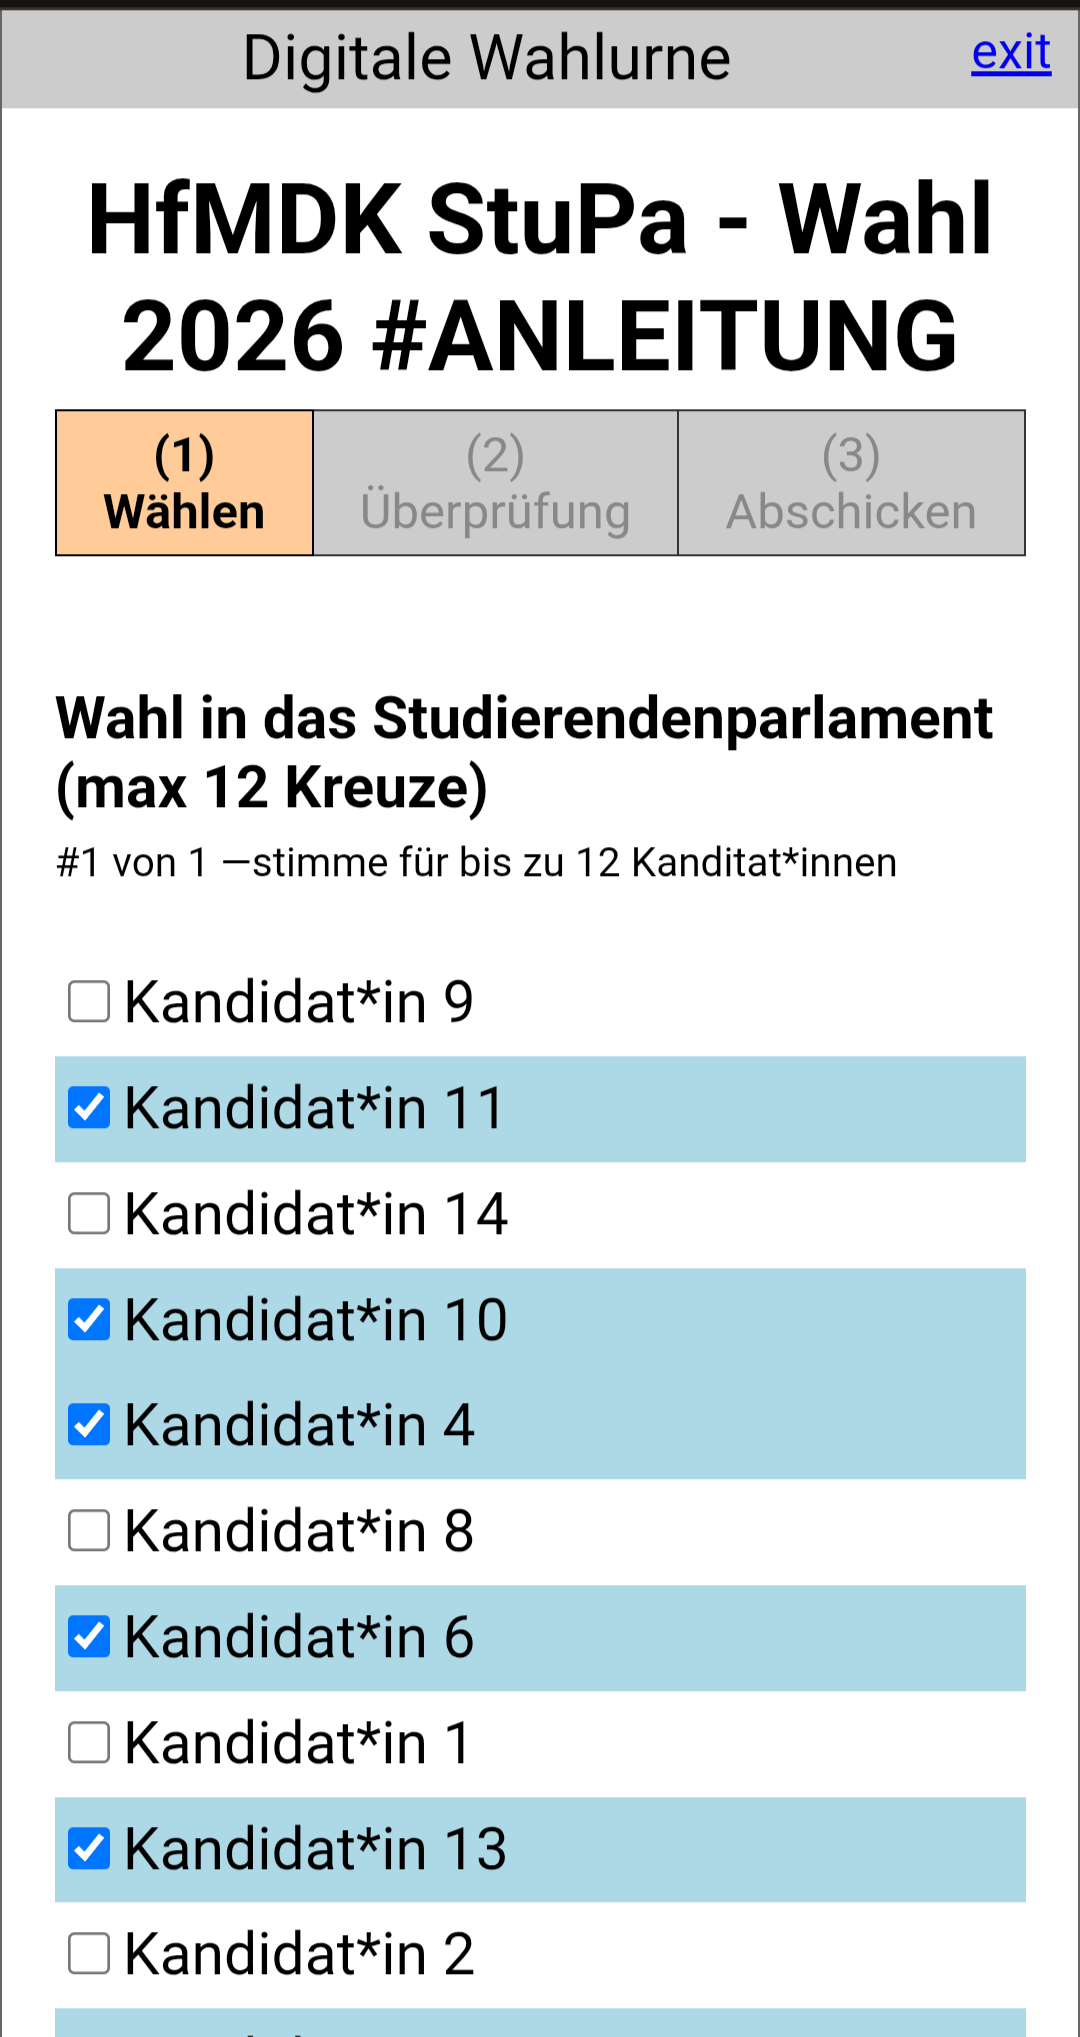 Digitale Wahlurne
exit
HfMDK StuPa - Wahl
2026 #ANLEITUNG
(1)
Wählen
(2)
Überprüfung
(3)
Abschicken
Wahl in das Studierendenparlament
(max 12 Kreuze)
#1 von 1 —stimme für bis zu 12 Kanditat*innen
Kandidat*in 9
Kandidat*in 11
Kandidat*in 14
Kandidat*in 10
Kandidat*in 4
Kandidat*in 8
Kandidat*in 6
Kandidat*in 1
Kandidat*in 13
Kandidat*in 2